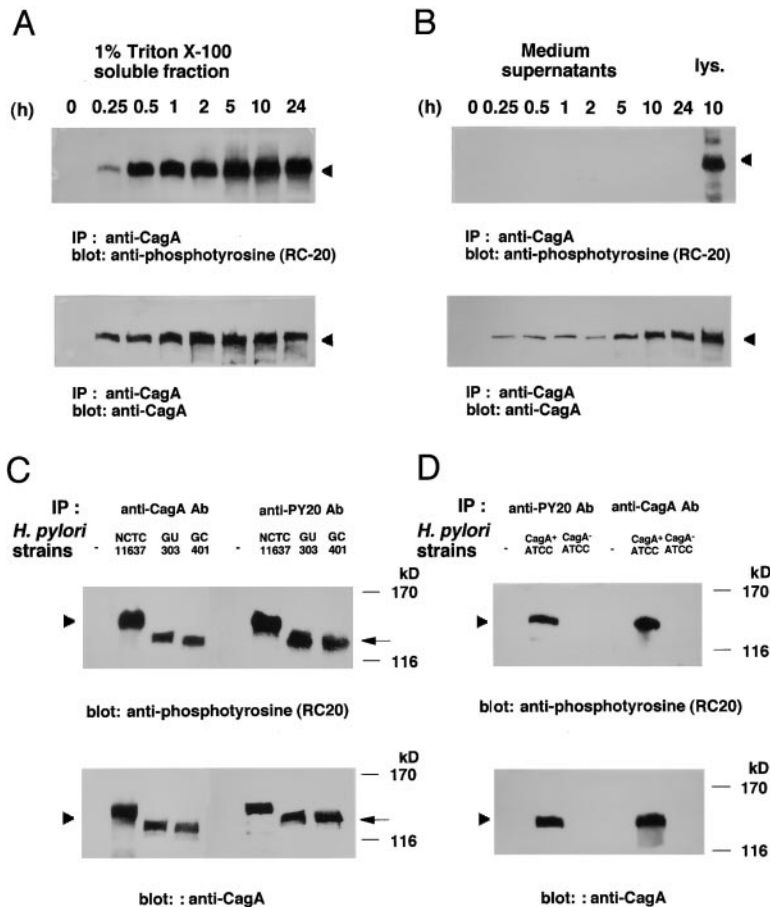 A
1% Triton X-100
soluble fraction
(h) 0 0.25 0.5 1 2 5 10 24
IP : anti-CagA
blot: anti-phosphotyrosine (RC-20)
IP : anti-CagA
blot: anti-CagA
B
Medium
supernatants
lys.
(h) 0 0.25 0.5 1 2 5 10 24 10
IP : anti-CagA
blot: anti-phosphotyrosine (RC-20)
IP : anti-CagA
blot: anti-CagA
C
IP : anti-CagA Ab anti-PY20 Ab
H. pylori
strains
- NCTC 11637 GU 303 GC 401 - NCTC 11637 GU 303 GC 401
kD
170
116
blot: anti-phosphotyrosine (RC20)
kD
170
116
blot: : anti-CagA
D
IP : anti-PY20 Ab anti-CagA Ab
H. pylori
strains
- CagA+ ATCC CagA- ATCC - CagA+ ATCC CagA- ATCC
kD
170
116
blot: anti-phosphotyrosine (RC20)
kD
170
116
blot: : anti-CagA